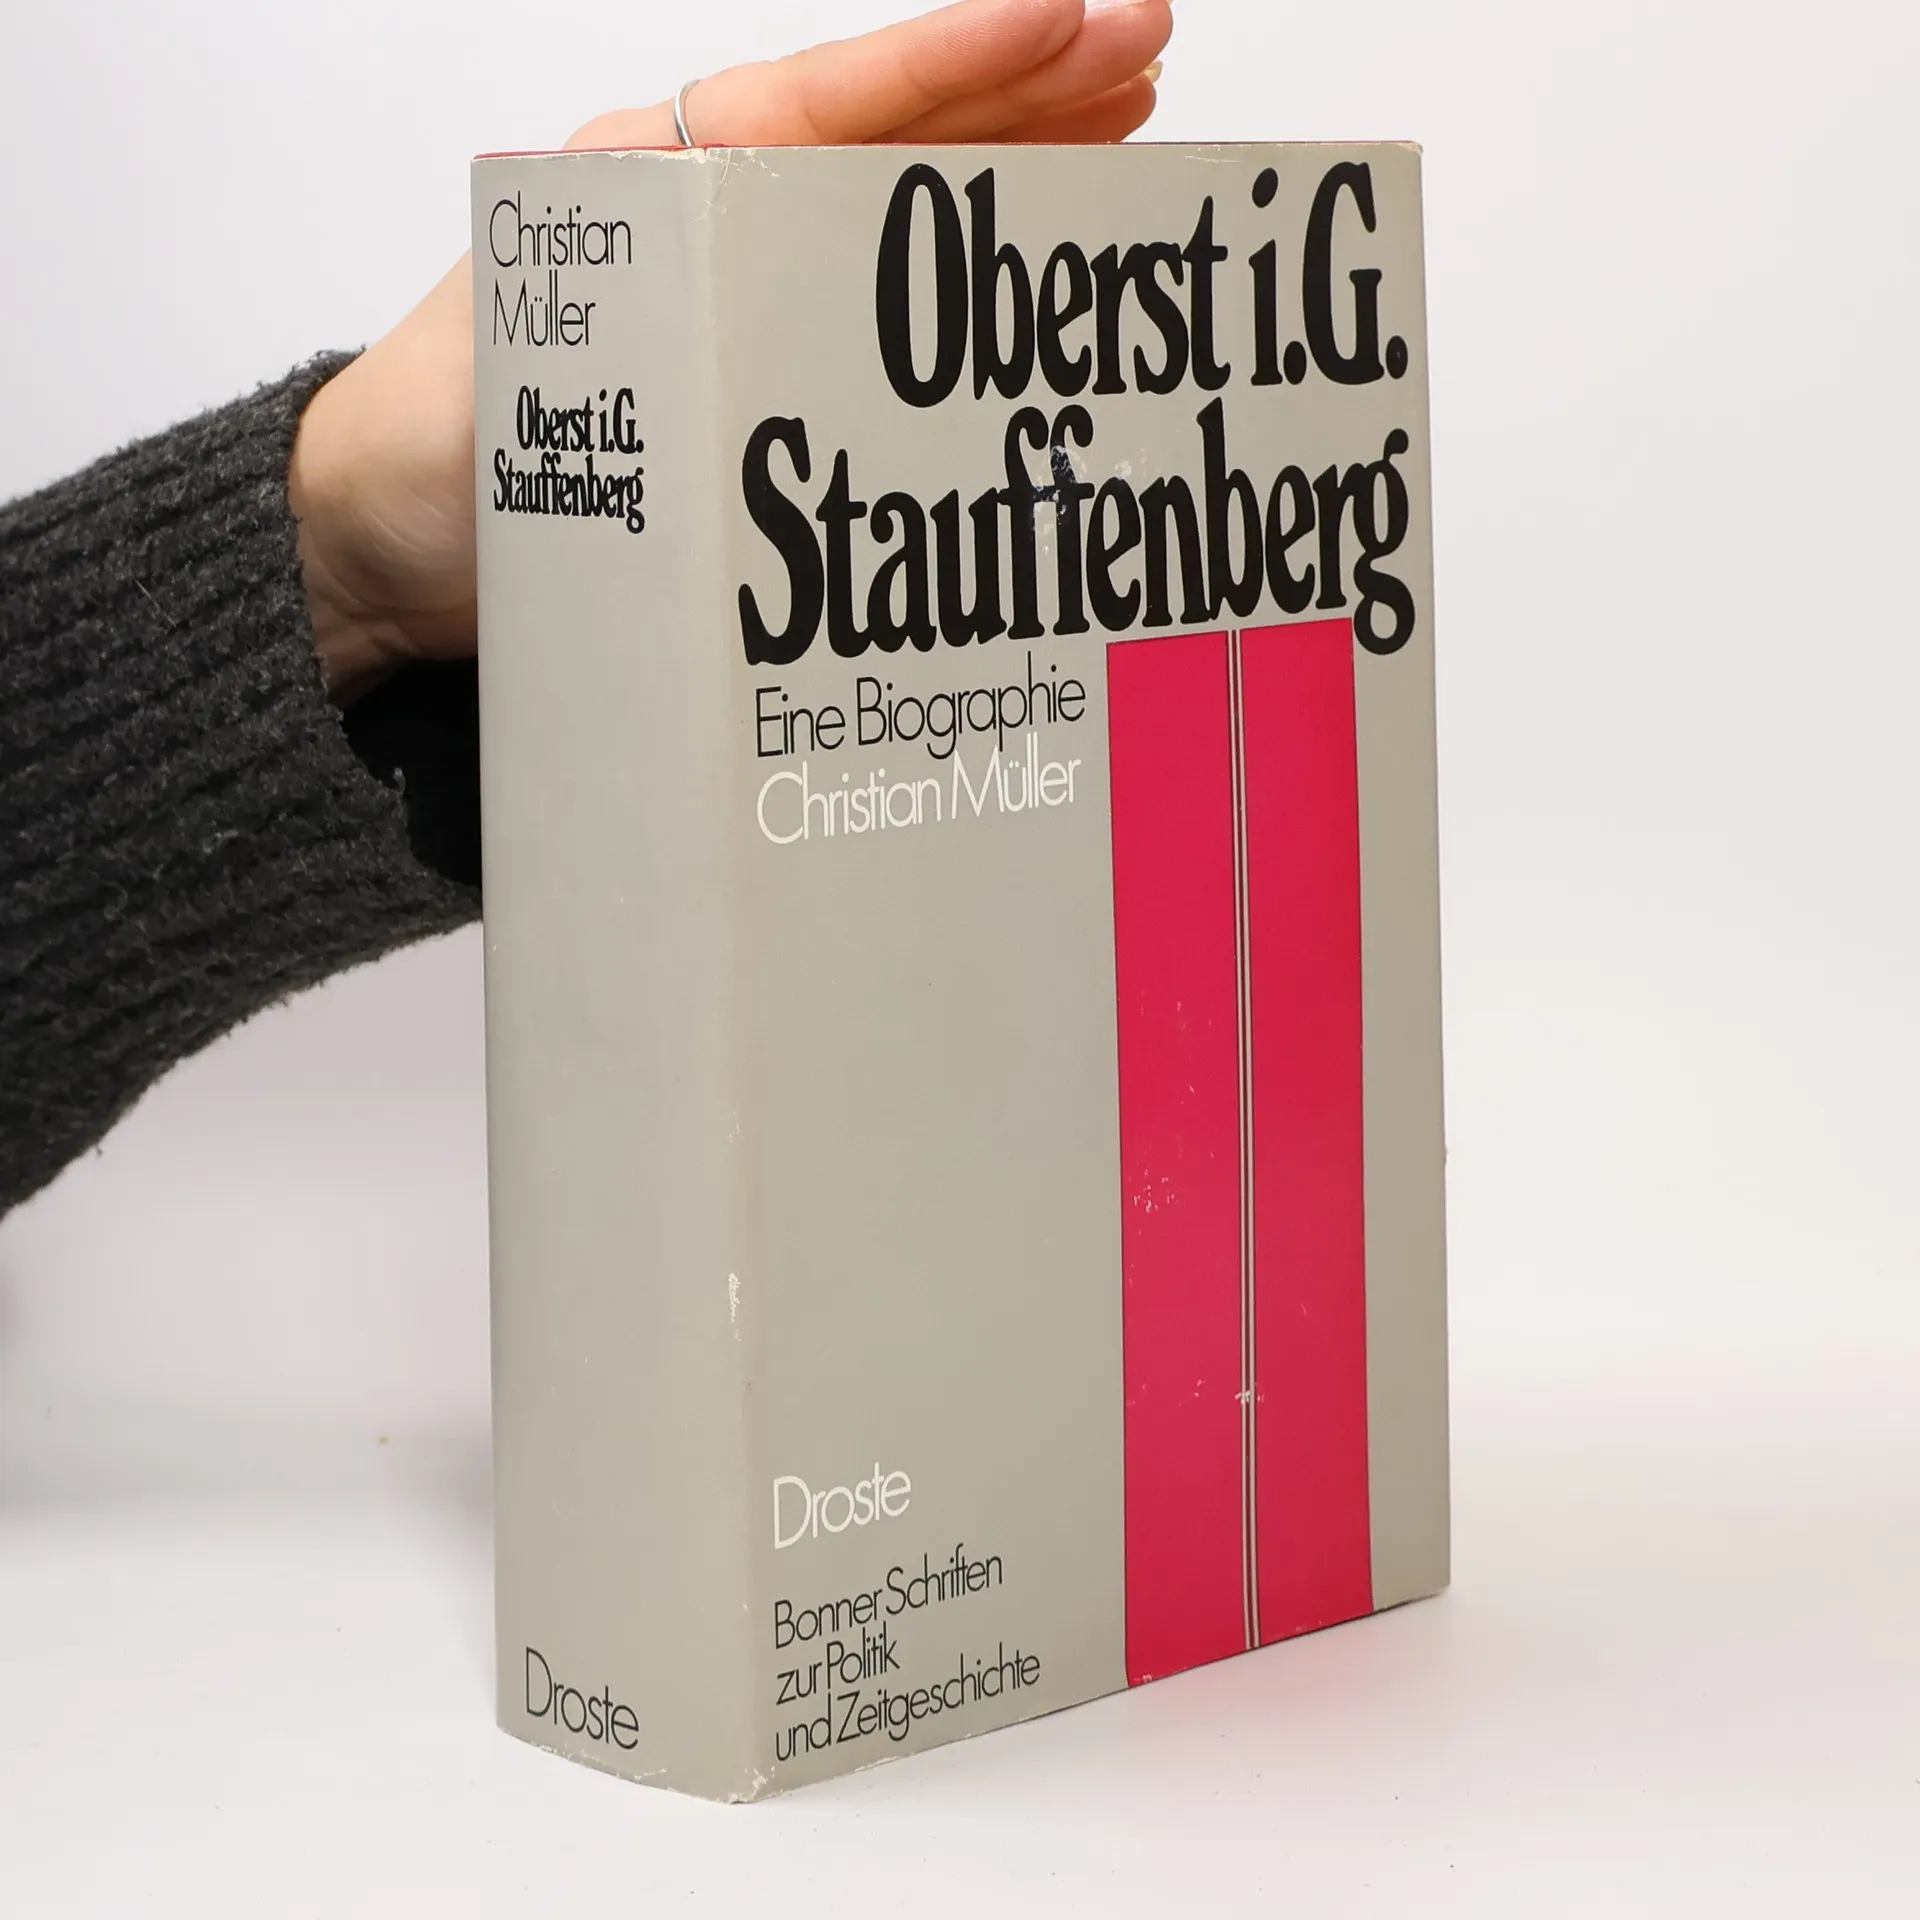 Christian
Müller
Oberst i.G.
Stauffenberg
Droste
Oberst i.G.
Stauffenberg
Eine Biographie
Christian Müller
Droste
Bonner Schriften
zur Politik
und Zeitgeschichte